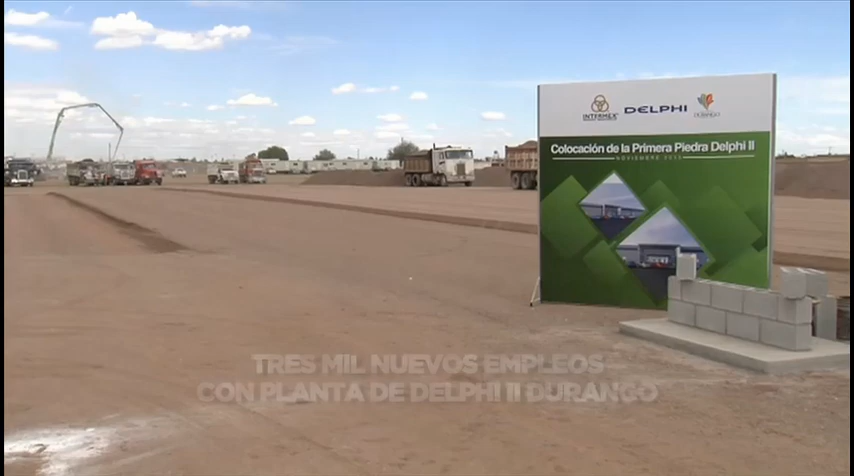 INTERMEX
DELPHI
DURANGO
Colocación de la Primera Piedra Delphi II
TRES MIL NUEVOS EMPLEOS
CON PLANTA DE DELPHI II DURANGO